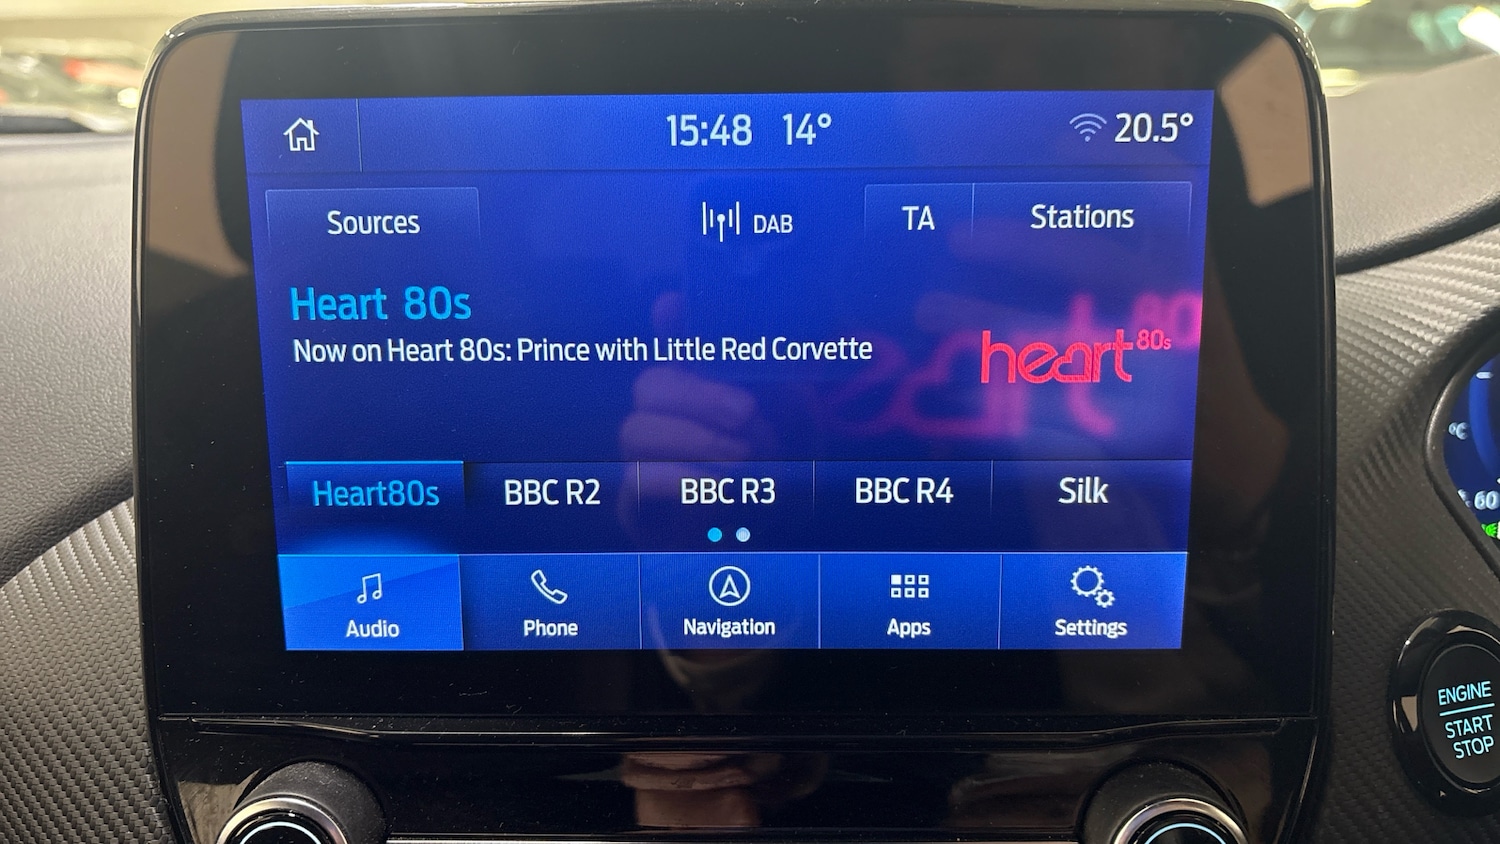 15:48 14° 20.5°
Sources DAB TA Stations
Heart 80s
Now on Heart 80s: Prince with Little Red Corvette
heart 80s
Heart80s BBC R2 BBC R3 BBC R4 Silk
Audio Phone Navigation Apps Settings
°C
60
ENGINE
START
STOP